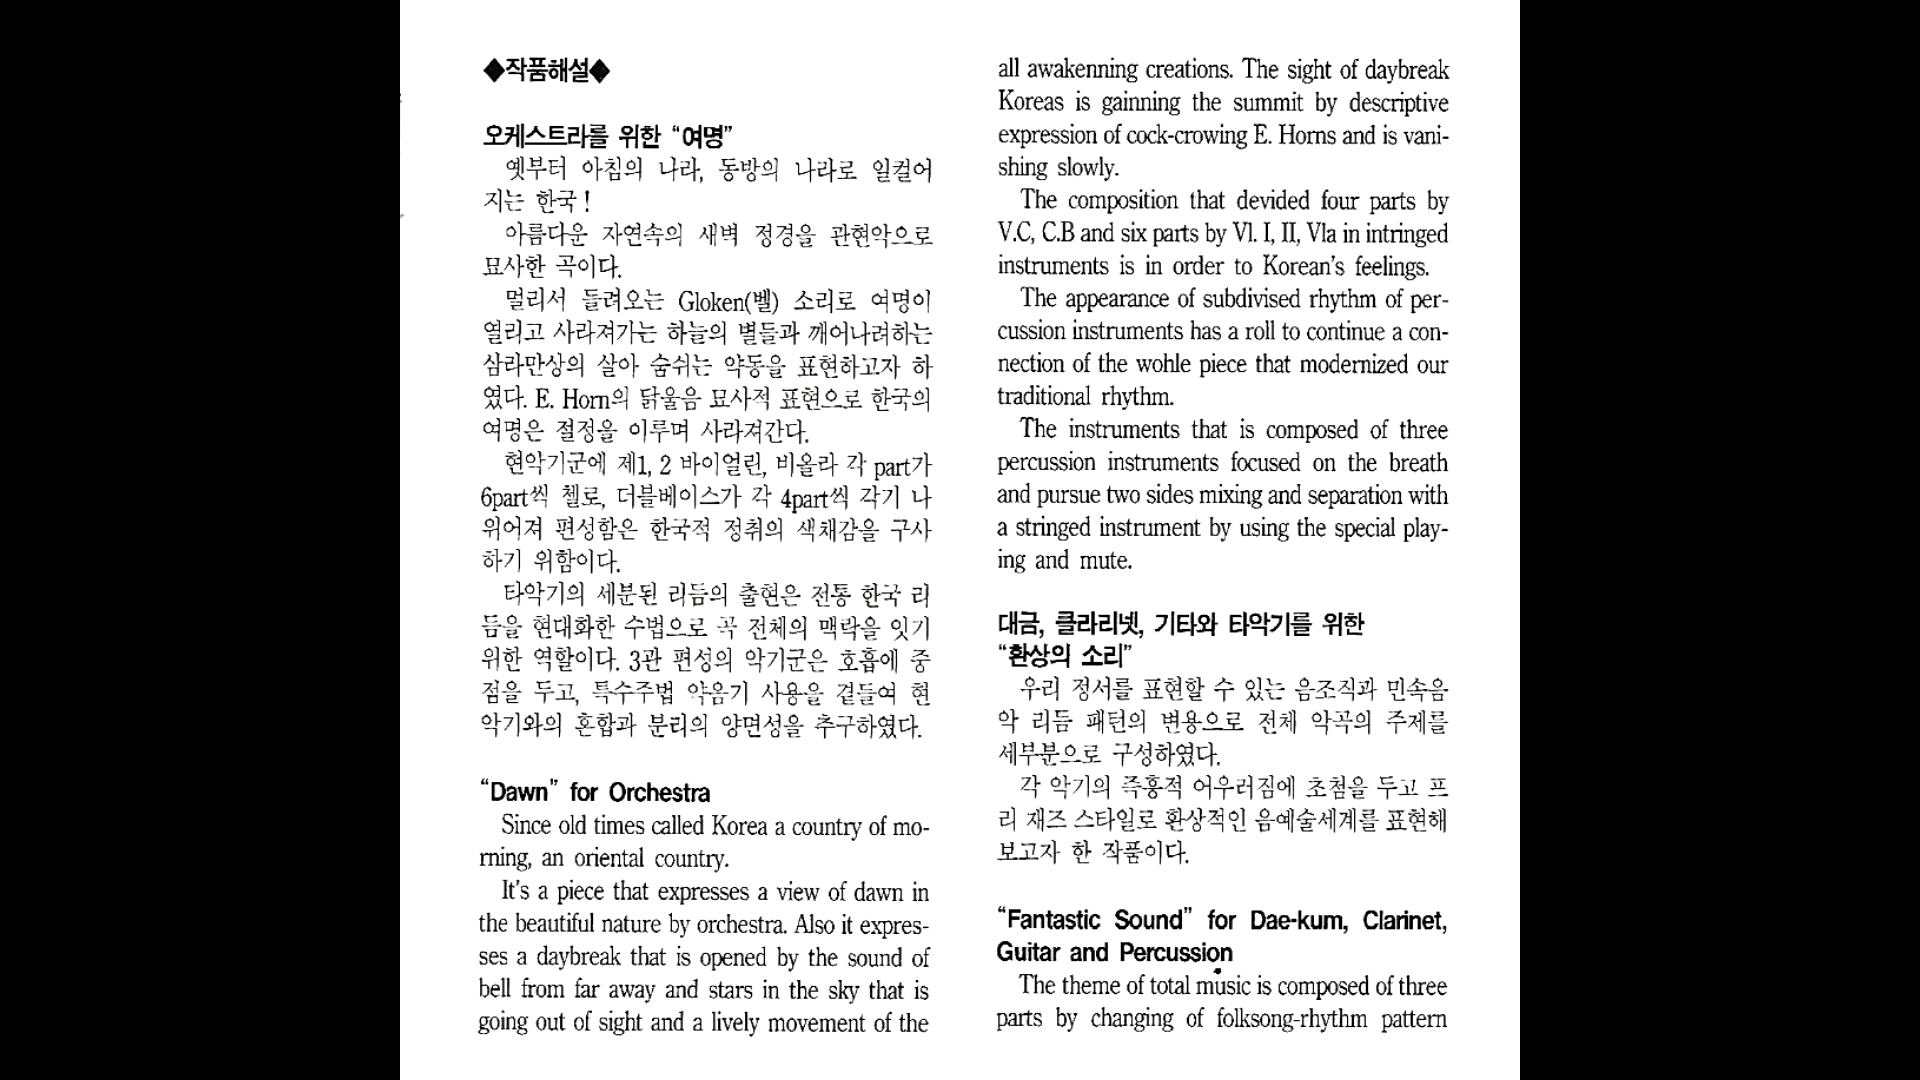 ◆작품해설◆
오케스트라를 위한 “여명”
옛부터 아침의 나라, 동방의 나라로 일컬어
지는 한국!
아름다운 자연속의 새벽 정경을 관현악으로
묘사한 곡이다.
멀리서 들려오는 Gloken(벨) 소리로 여명이
열리고 사라져가는 하늘의 별들과 깨어나려하는
삼라만상의 살아 숨쉬는 약동을 표현하고자 하
였다. E. Horn의 닭울음 묘사적 표현으로 한국의
여명은 절정을 이루며 사라져간다.
현악기군에 제1, 2 바이얼린, 비올라 각 part가
6part씩 첼로, 더블베이스가 각 4part씩 각기 나
위어져 편성함은 한국적 정취의 색채감을 구사
하기 위함이다.
타악기의 세분된 리듬의 출현은 전통 한국 리
듬을 현대화한 수법으로 곡 전체의 맥락을 잇기
위한 역할이다. 3관 편성의 악기군은 호흡에 중
점을 두고, 특수주법 약음기 사용을 곁들여 현
악기와의 혼합과 분리의 양면성을 추구하였다.
“Dawn” for Orchestra
Since old times called Korea a country of mo-
rning, an oriental country.
It's a piece that expresses a view of dawn in
the beautiful nature by orchestra. Also it expres-
ses a daybreak that is opened by the sound of
bell from far away and stars in the sky that is
going out of sight and a lively movement of the
all awakenning creations. The sight of daybreak
Koreas is gainning the summit by descriptive
expression of cock-crowing E. Horns and is vani-
shing slowly.
The composition that devided four parts by
V.C, C.B and six parts by Vl. I, II, Vla in intringed
instruments is in order to Korean's feelings.
The appearance of subdivised rhythm of per-
cussion instruments has a roll to continue a con-
nection of the wohle piece that modernized our
traditional rhythm.
The instruments that is composed of three
percussion instruments focused on the breath
and pursue two sides mixing and separation with
a stringed instrument by using the special play-
ing and mute.
대금, 클라리넷, 기타와 타악기를 위한
“환상의 소리”
우리 정서를 표현할 수 있는 음조직과 민속음
악 리듬 패턴의 변용으로 전체 악곡의 주제를
세부분으로 구성하였다.
각 악기의 즉흥적 어우러짐에 초첨을 두고 프
리 재즈 스타일로 환상적인 음예술세계를 표현해
보고자 한 작품이다.
“Fantastic Sound” for Dae-kum, Clarinet,
Guitar and Percussion
The theme of total music is composed of three
parts by changing of folksong-rhythm pattern